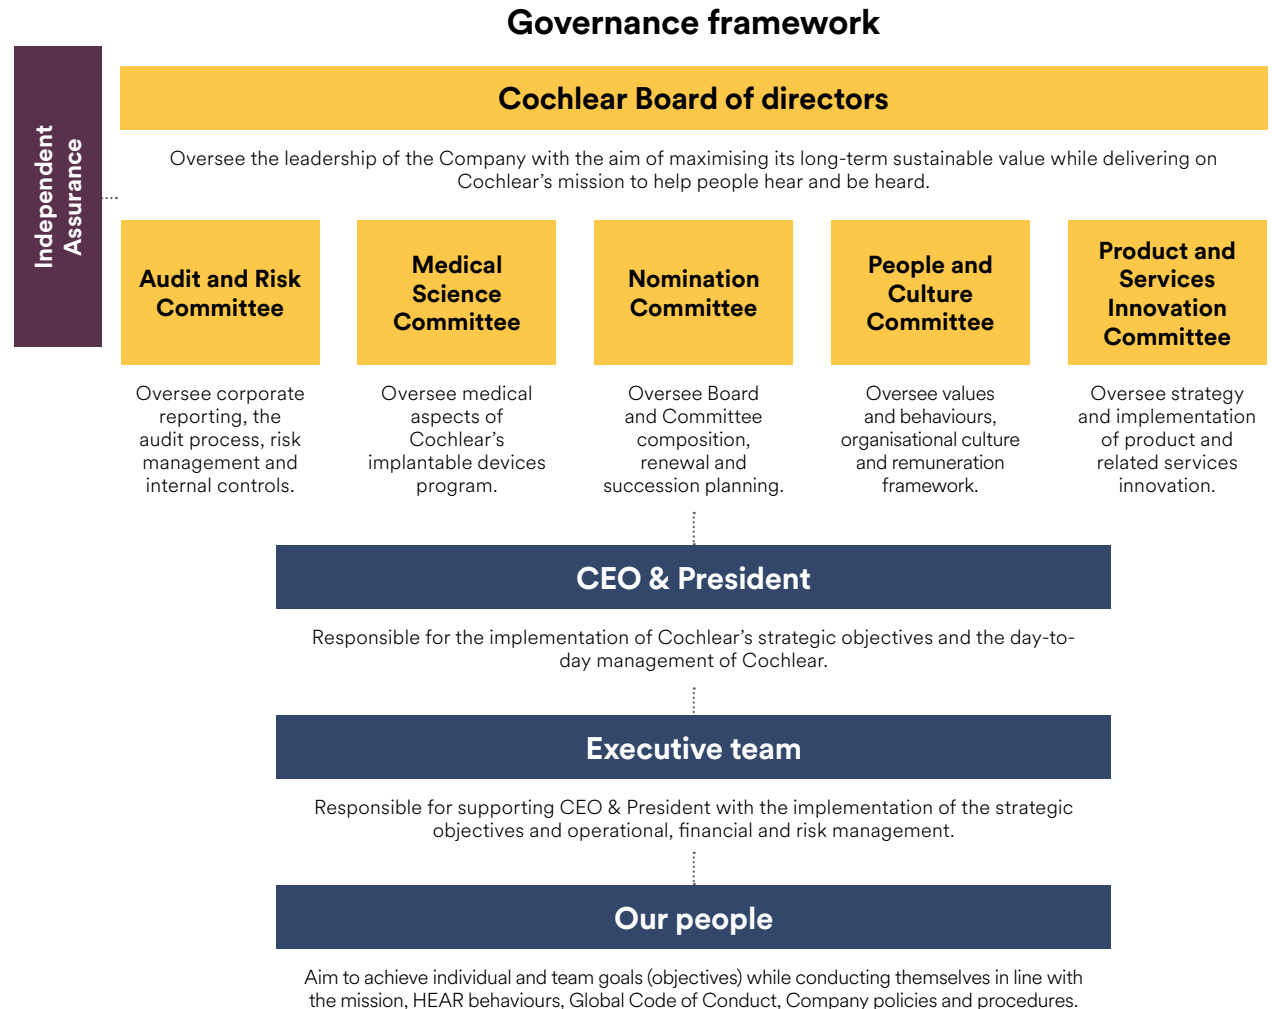 Governance framework
Independent
Assurance
Cochlear Board of directors
Oversee the leadership of the Company with the aim of maximising its long-term sustainable value while delivering on
Cochlear’s mission to help people hear and be heard.
Audit and Risk
Committee
Oversee corporate
reporting, the
audit process, risk
management and
internal controls.
Medical
Science
Committee
Oversee medical
aspects of
Cochlear’s
implantable devices
program.
Nomination
Committee
Oversee Board
and Committee
composition,
renewal and
succession planning.
People and
Culture
Committee
Oversee values
and behaviours,
organisational culture
and remuneration
framework.
Product and
Services
Innovation
Committee
Oversee strategy
and implementation
of product and
related services
innovation.
CEO & President
Responsible for the implementation of Cochlear’s strategic objectives and the day-to-
day management of Cochlear.
Executive team
Responsible for supporting CEO & President with the implementation of the strategic
objectives and operational, financial and risk management.
Our people
Aim to achieve individual and team goals (objectives) while conducting themselves in line with
the mission, HEAR behaviours, Global Code of Conduct, Company policies and procedures.